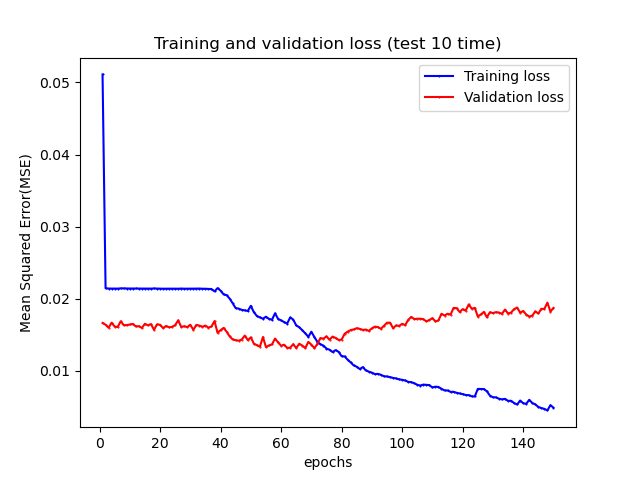 Training and validation loss (test 10 time)
Training loss
Validation loss
Mean Squared Error(MSE)
0.05
0.04
0.03
0.02
0.01
0 20 40 60 80 100 120 140
epochs